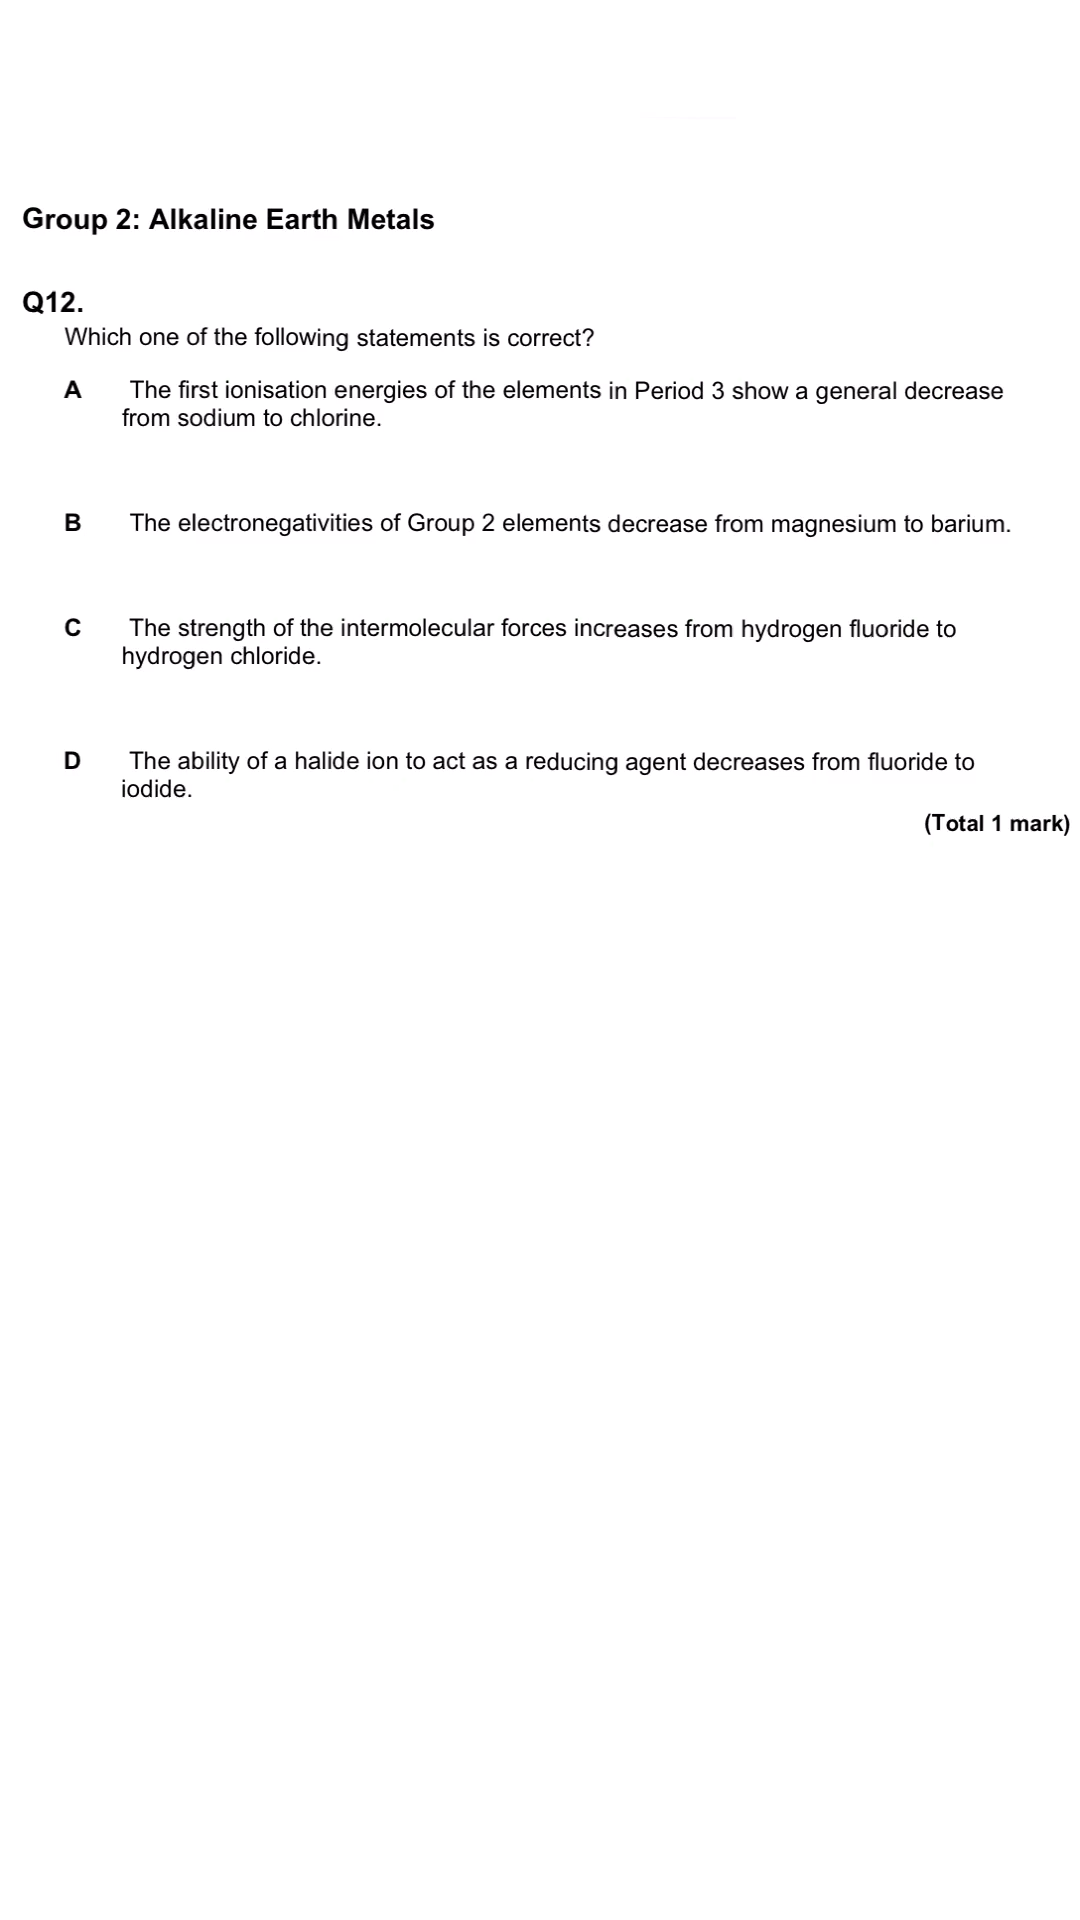 Group 2: Alkaline Earth Metals
Q12.
Which one of the following statements is correct?
A The first ionisation energies of the elements in Period 3 show a general decrease
from sodium to chlorine.
B The electronegativities of Group 2 elements decrease from magnesium to barium.
C The strength of the intermolecular forces increases from hydrogen fluoride to
hydrogen chloride.
D The ability of a halide ion to act as a reducing agent decreases from fluoride to
iodide.
(Total 1 mark)